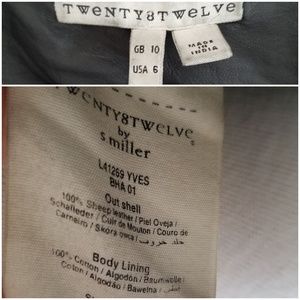 TWENTY8TWELVE
GB 10
USA 6
MADE IN
INDIA
TWENTY8TWELVE
by
s miller
L41269 YVES
BHA 01
Out shell
100% Sheep leather / Piel Oveja /
Schafleder / Cuir de Mouton / Couro de
Carneiro / Skóra owcza /
Body Lining
100% Cotton / Algodón / Baumwolle /
Coton / Algodão / Bawełna /